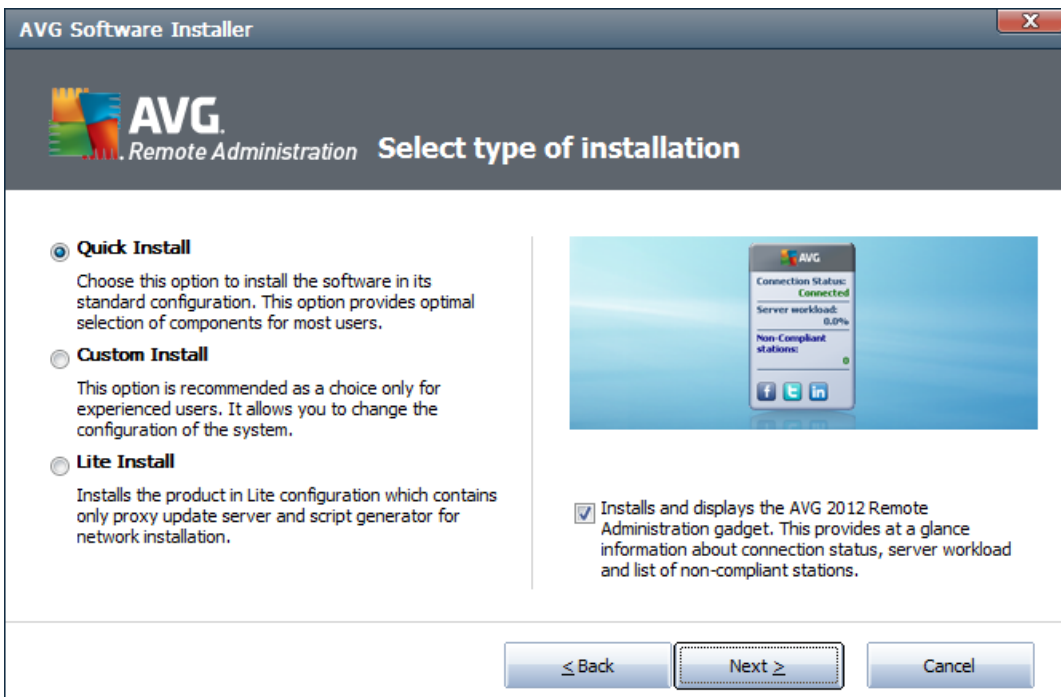 AVG Software Installer
X
AVG.
Remote Administration
Select type of installation
Quick Install
Choose this option to install the software in its
standard configuration. This option provides optimal
selection of components for most users.
Custom Install
This option is recommended as a choice only for
experienced users. It allows you to change the
configuration of the system.
Lite Install
Installs the product in Lite configuration which contains
only proxy update server and script generator for
network installation.
AVG
Connection Status:
Connected
Server workload:
0.0%
Non-Compliant
stations:
0
f t in
Installs and displays the AVG 2012 Remote
Administration gadget. This provides at a glance
information about connection status, server workload
and list of non-compliant stations.
< Back
Next >
Cancel